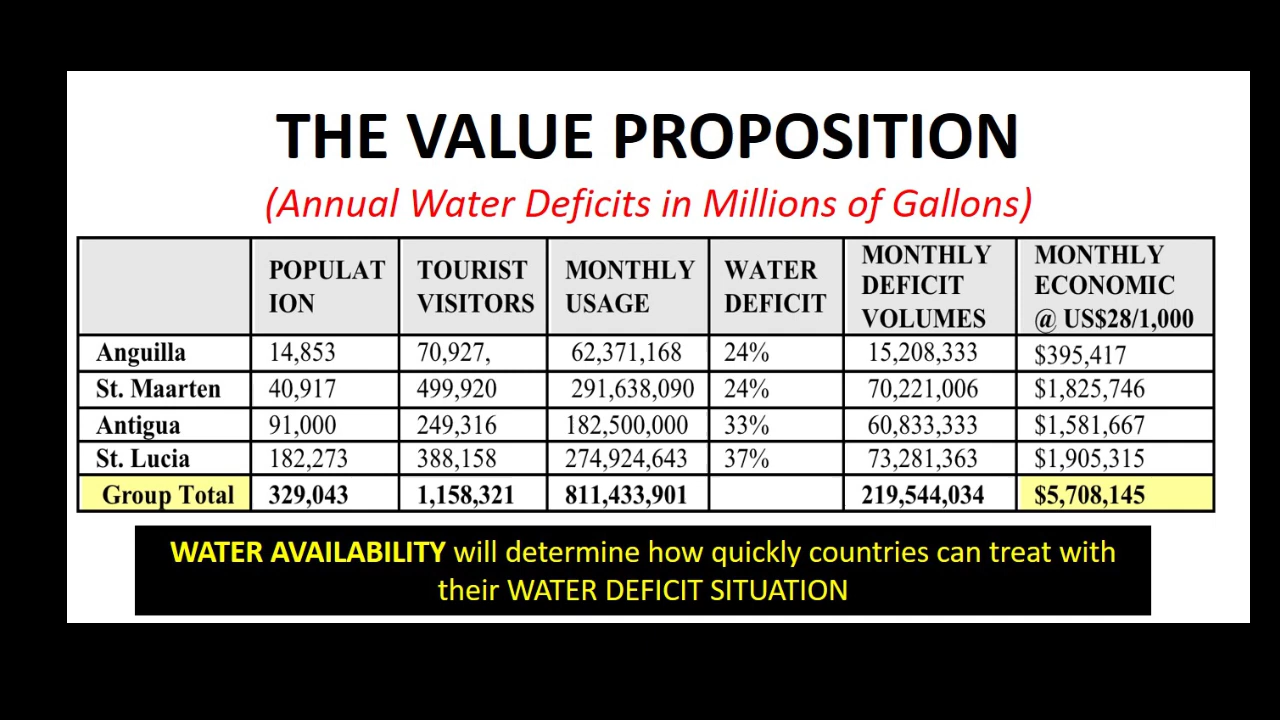 THE VALUE PROPOSITION
(Annual Water Deficits in Millions of Gallons)
POPULAT ION TOURIST VISITORS MONTHLY USAGE WATER DEFICIT MONTHLY DEFICIT VOLUMES MONTHLY ECONOMIC @ US$28/1,000
Anguilla 14,853 70,927, 62,371,168 24% 15,208,333 $395,417
St. Maarten 40,917 499,920 291,638,090 24% 70,221,006 $1,825,746
Antigua 91,000 249,316 182,500,000 33% 60,833,333 $1,581,667
St. Lucia 182,273 388,158 274,924,643 37% 73,281,363 $1,905,315
Group Total 329,043 1,158,321 811,433,901 219,544,034 $5,708,145
WATER AVAILABILITY will determine how quickly countries can treat with
their WATER DEFICIT SITUATION